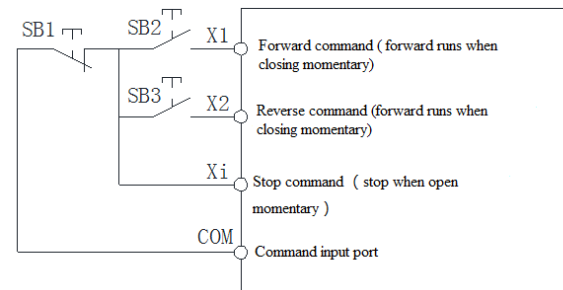 SB1
SB2
X1
Forward command ( forward runs when
closing momentary)
SB3
X2
Reverse command (forward runs when
closing momentary)
Xi
Stop command ( stop when open
momentary )
COM
Command input port